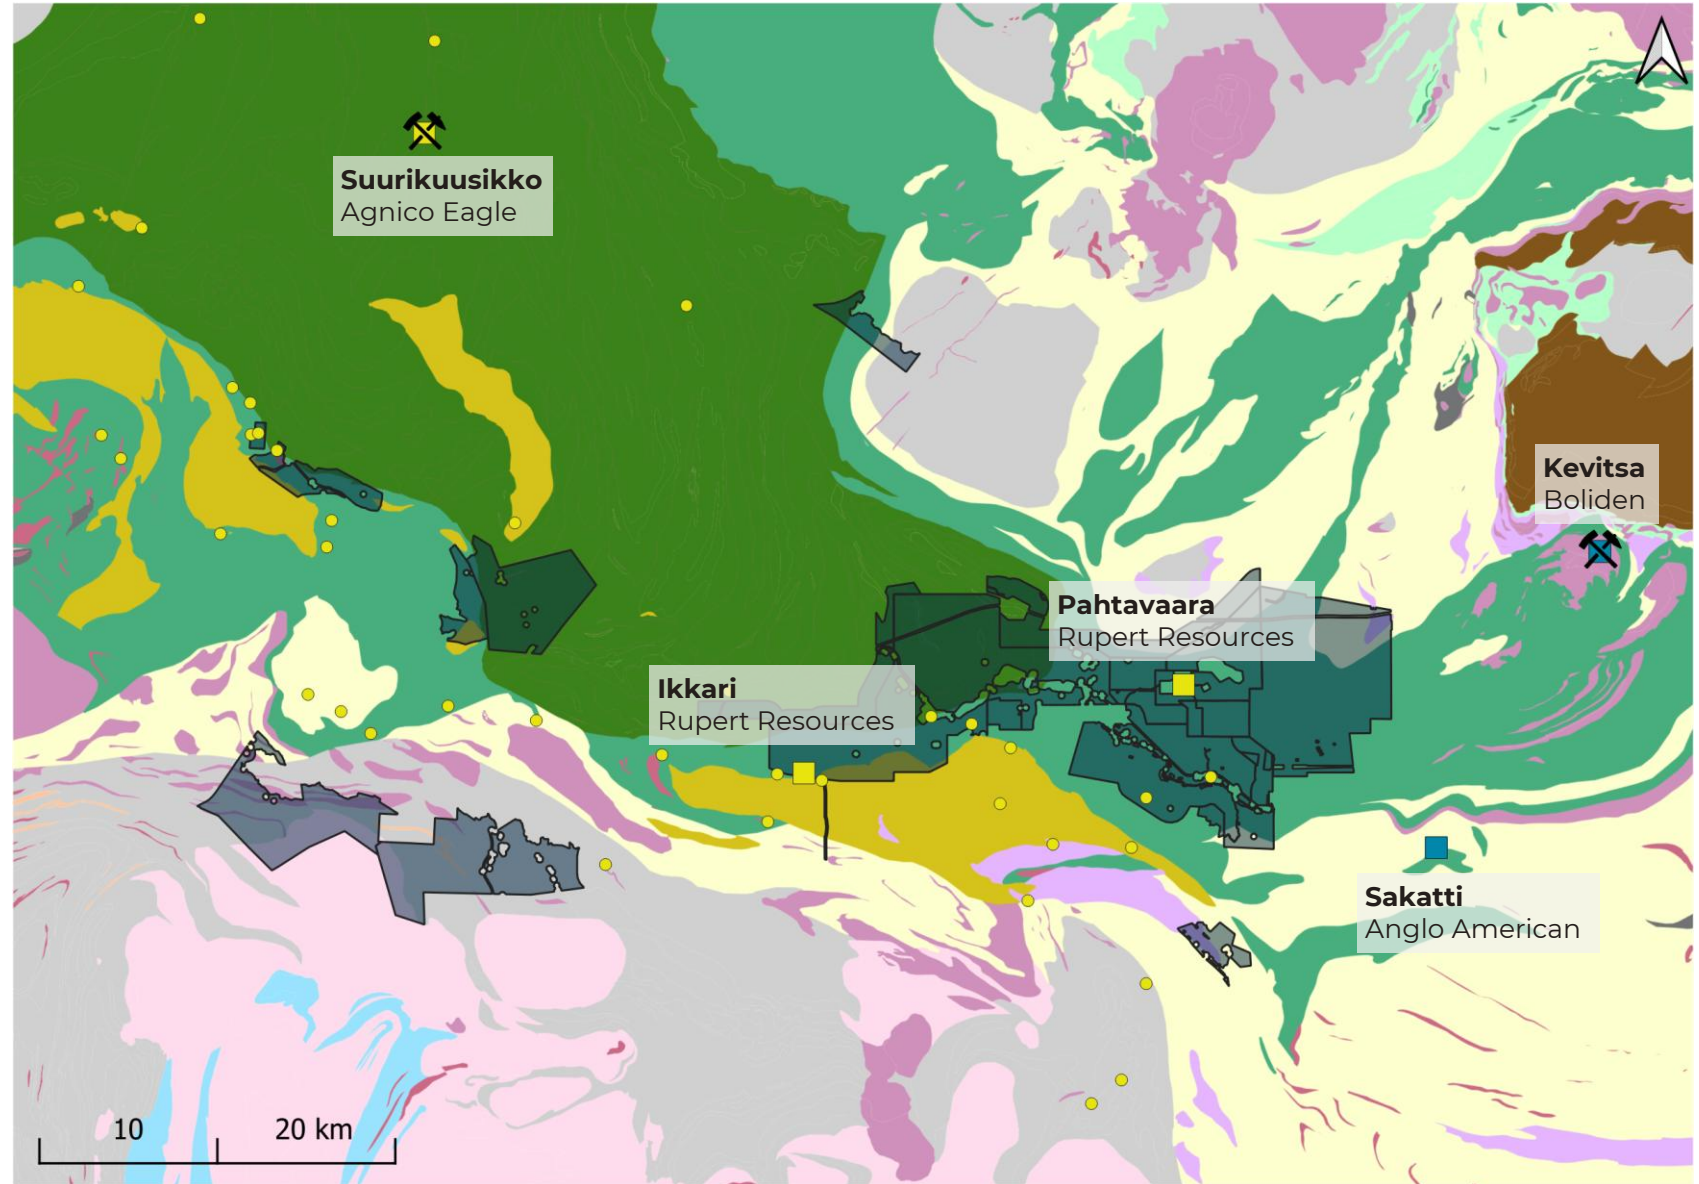 Suurikuusikko
Agnico Eagle
Kevitsa
Boliden
Pahtavaara
Rupert Resources
Ikkari
Rupert Resources
Sakatti
Anglo American
10 20 km